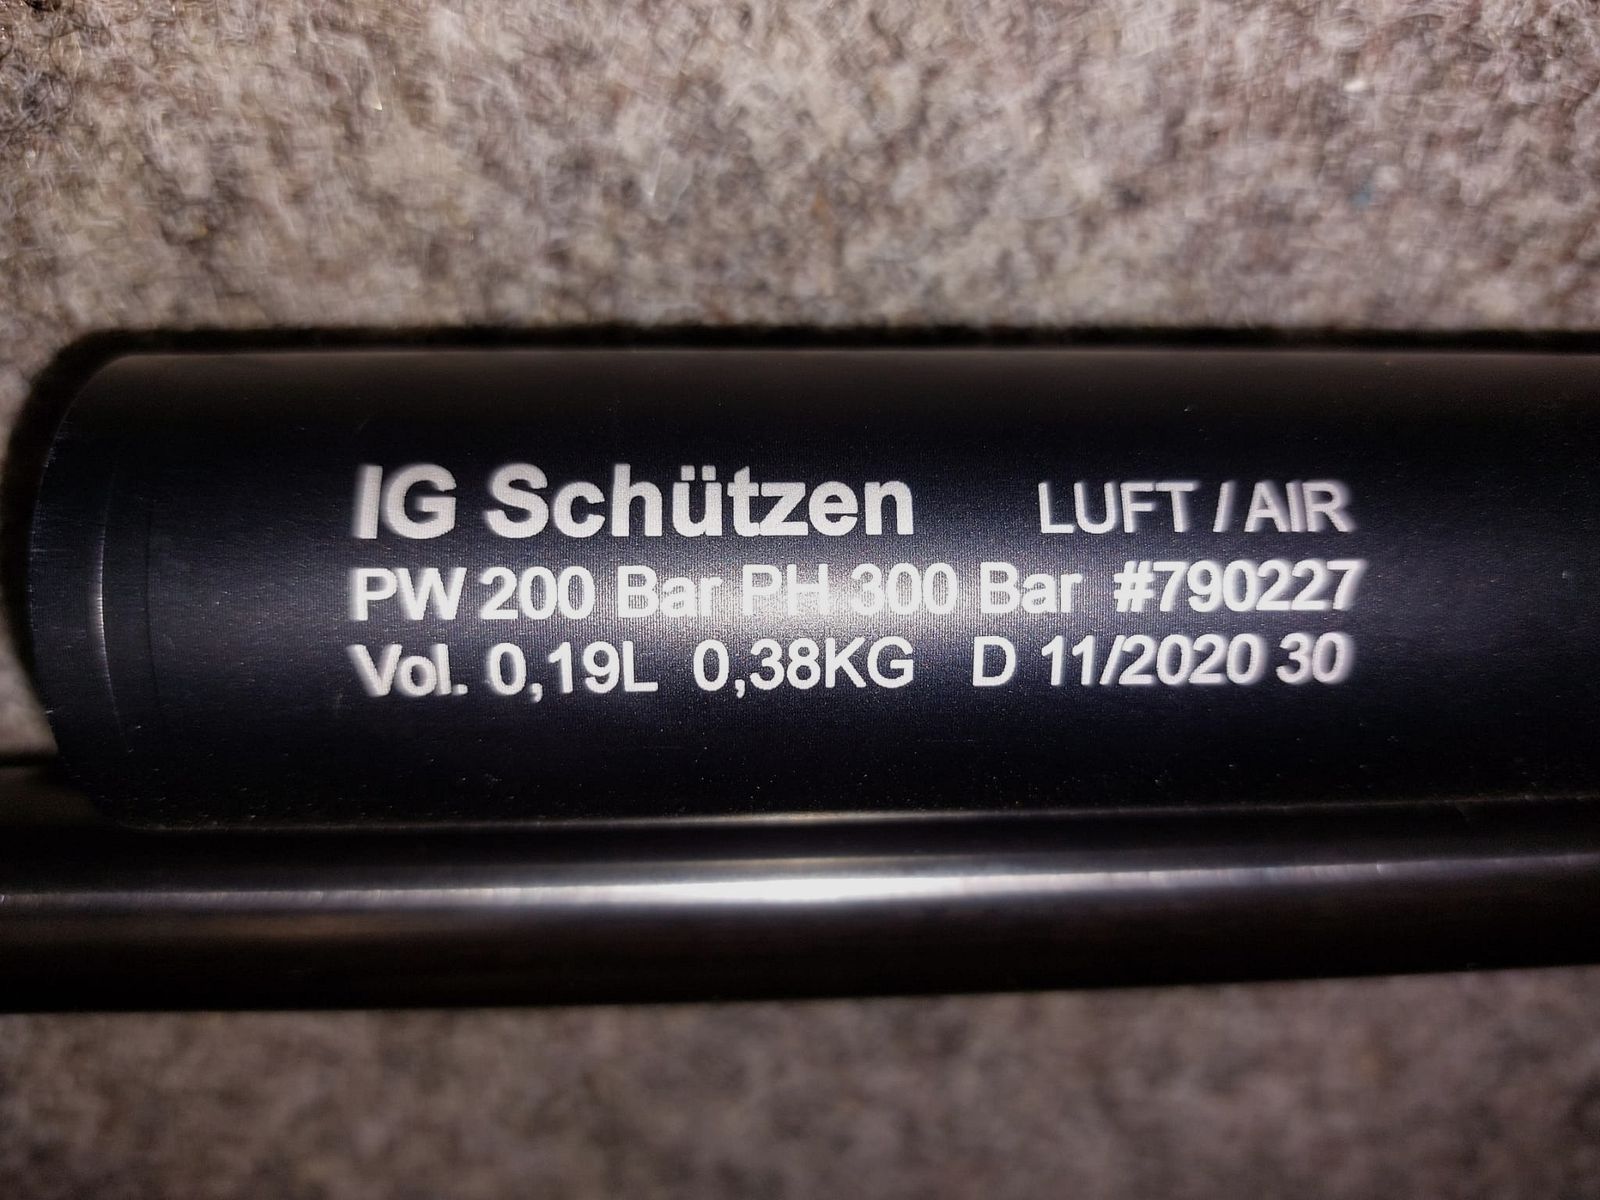 IG Schützen LUFT / AIR
PW 200 Bar PH 300 Bar #790227
Vol. 0,19L 0,38KG D 11/2020 30